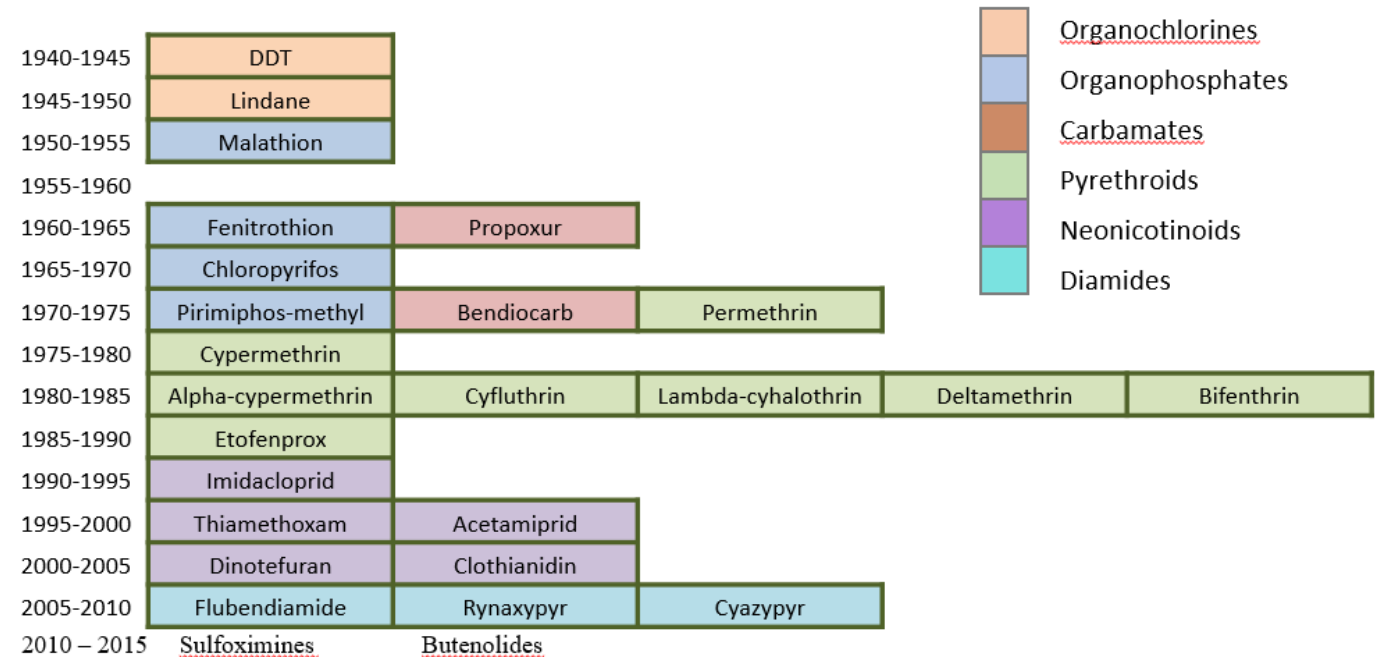 1940-1945 DDT
1945-1950 Lindane
1950-1955 Malathion
1955-1960
1960-1965 Fenitrothion Propoxur
1965-1970 Chloropyrifos
1970-1975 Pirimiphos-methyl Bendiocarb Permethrin
1975-1980 Cypermethrin
1980-1985 Alpha-cypermethrin Cyfluthrin Lambda-cyhalothrin Deltamethrin Bifenthrin
1985-1990 Etofenprox
1990-1995 Imidacloprid
1995-2000 Thiamethoxam Acetamiprid
2000-2005 Dinotefuran Clothianidin
2005-2010 Flubendiamide Rynaxypyr Cyazypyr
2010 – 2015 Sulfoximines Butenolides
Organochlorines
Organophosphates
Carbamates
Pyrethroids
Neonicotinoids
Diamides